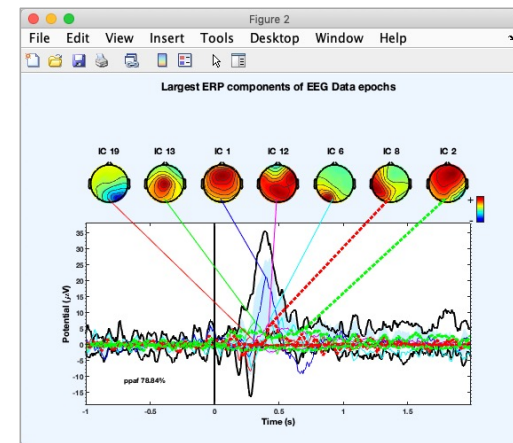 Figure 2
File Edit View Insert Tools Desktop Window Help
Largest ERP components of EEG Data epochs
IC 19 IC 13 IC 1 IC 12 IC 6 IC 8 IC 2
+
-
35
30
25
20
15
10
5
0
-5
-10
-15
Potential (μV)
ppaf 78.84%
-1 -0.5 0 0.5 1 1.5
Time (s)